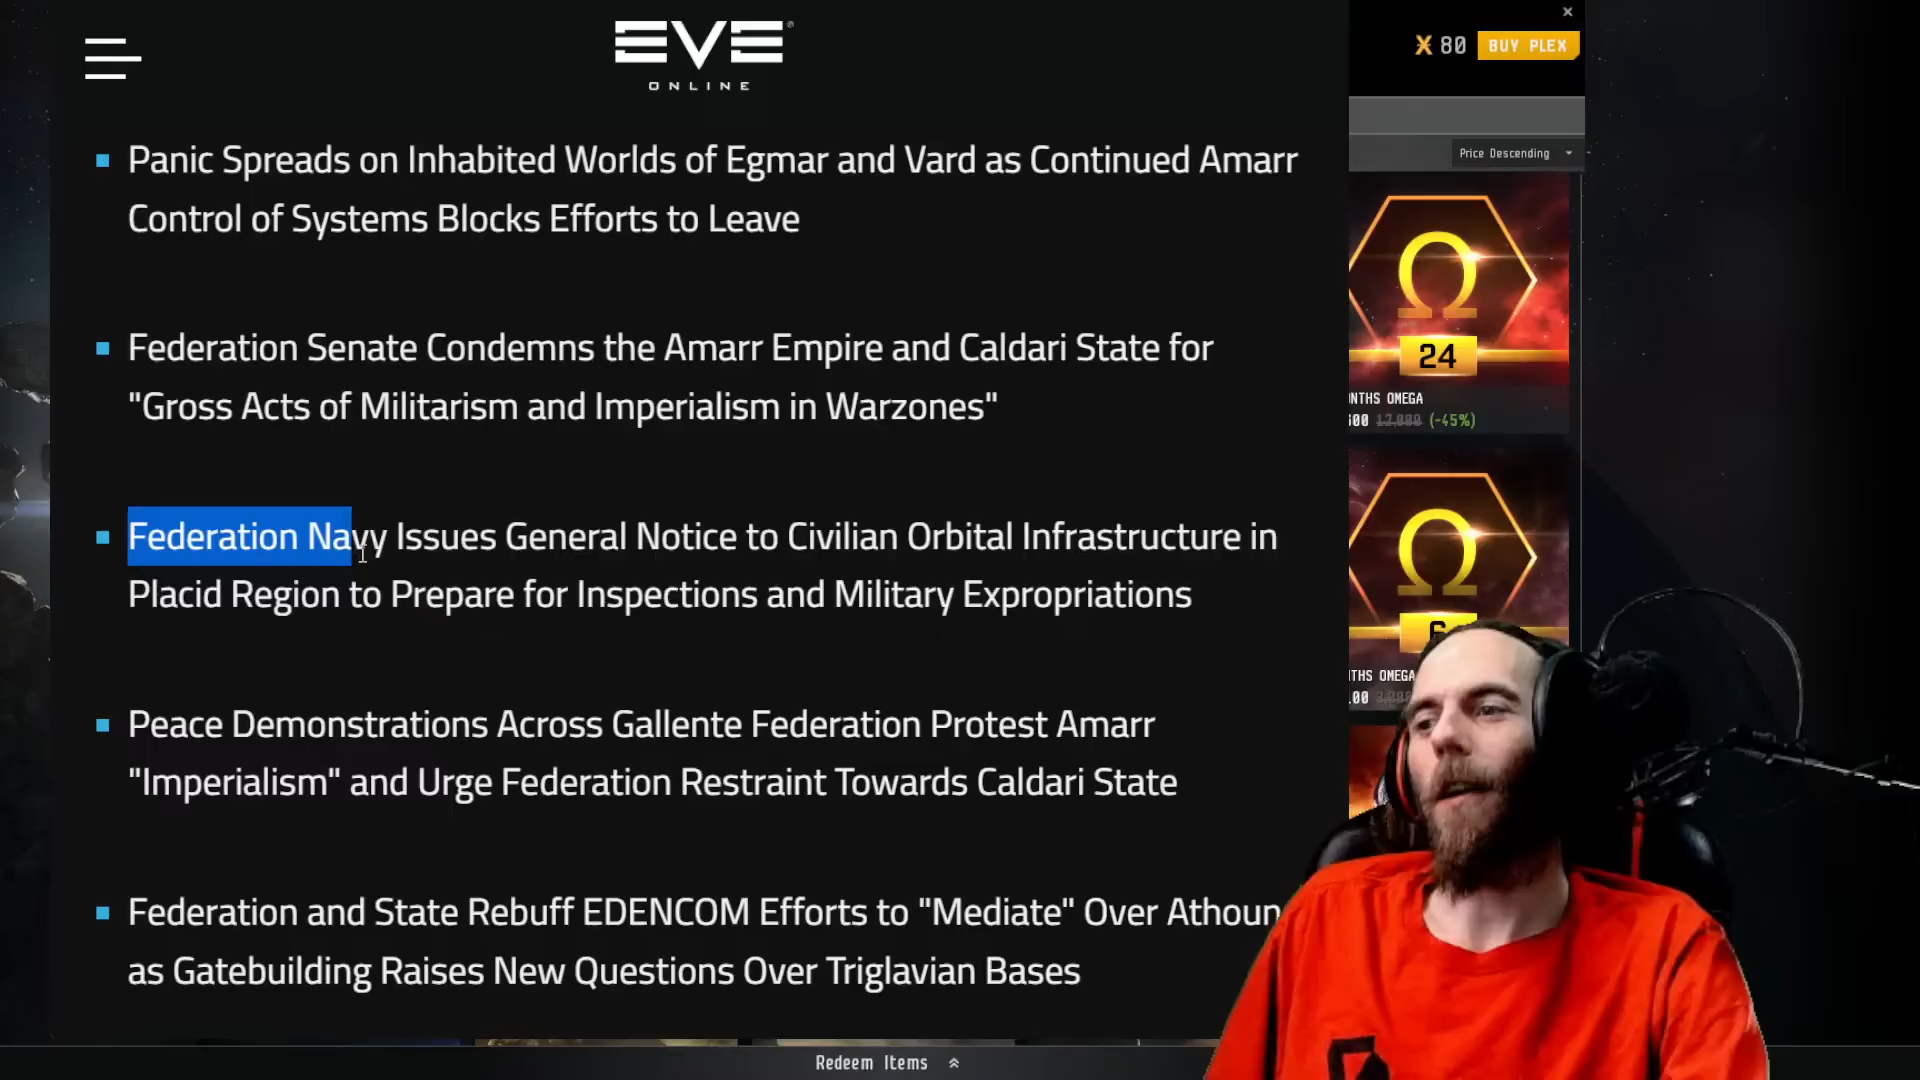 EVE
ONLINE
80
BUY PLEX
Price Descending
Panic Spreads on Inhabited Worlds of Egmar and Vard as Continued Amarr
Control of Systems Blocks Efforts to Leave
Federation Senate Condemns the Amarr Empire and Caldari State for
"Gross Acts of Militarism and Imperialism in Warzones"
Federation Navy Issues General Notice to Civilian Orbital Infrastructure in
Placid Region to Prepare for Inspections and Military Expropriations
Peace Demonstrations Across Gallente Federation Protest Amarr
"Imperialism" and Urge Federation Restraint Towards Caldari State
Federation and State Rebuff EDENCOM Efforts to "Mediate" Over Athoun
as Gatebuilding Raises New Questions Over Triglavian Bases
Ω
24
NTHS OMEGA
600 12,000 (-45%)
Ω
6
THS OMEGA
Redeem Items